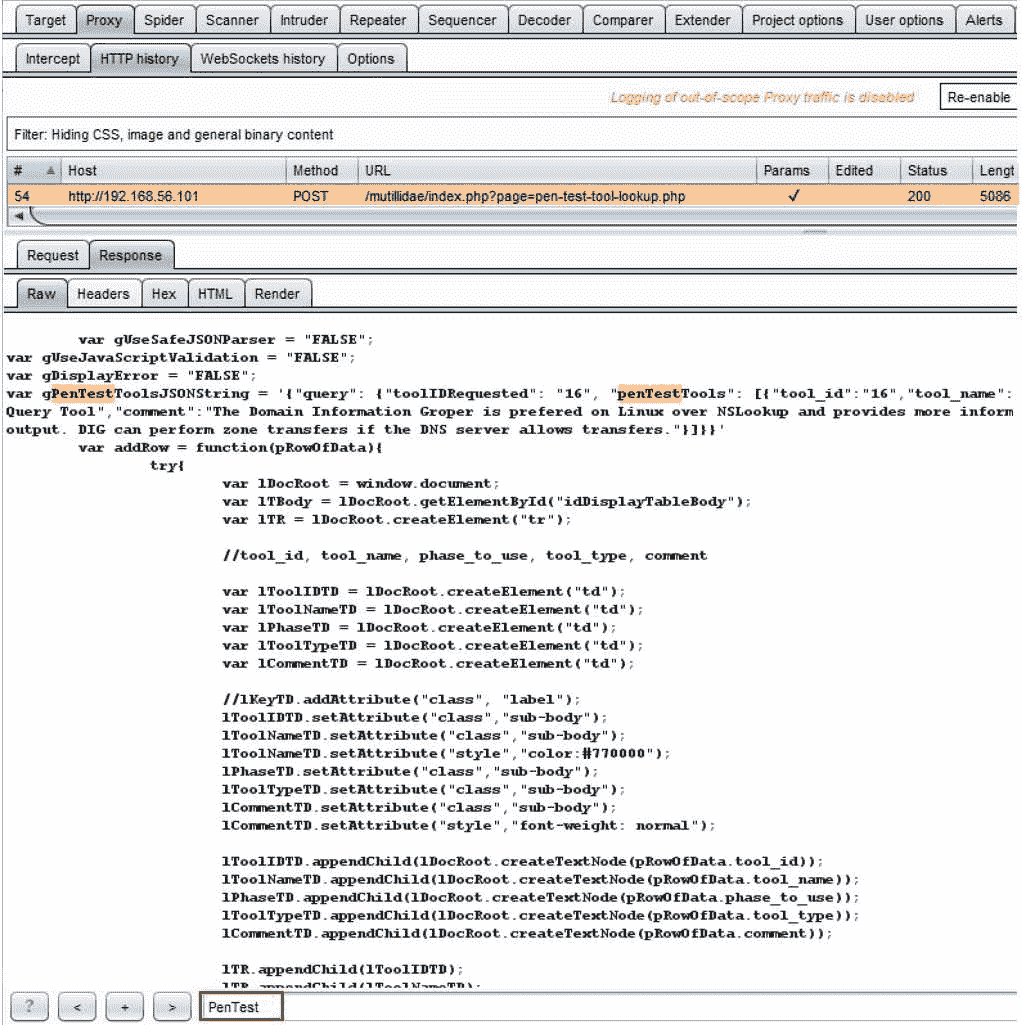 Target Proxy Spider Scanner Intruder Repeater Sequencer Decoder Comparer Extender Project options User options Alerts
Intercept HTTP history WebSockets history Options
Logging of out-of-scope Proxy traffic is disabled Re-enable
Filter: Hiding CSS, image and general binary content
# Host Method URL Params Edited Status Lengt
54 http://192.168.56.101 POST /mutillidae/index.php?page=pen-test-tool-lookup.php ✓ 200 5086
Request Response
Raw Headers Hex HTML Render
var gUseSafeJSONParser = "FALSE";
var gUseJavaScriptValidation = "FALSE";
var gDisplayError = "FALSE";
var gPenTestToolsJSONString = '{"query": {"toolIDRequested": "16", "penTestTools": [{"tool_id":"16","tool_name":
Query Tool","comment":"The Domain Information Groper is prefered on Linux over NSLookup and provides more inform
output. DIG can perform zone transfers if the DNS server allows transfers."}]}}'
var addRow = function(pRowOfData){
try{
var lDocRoot = window.document;
var lTBody = lDocRoot.getElementById("idDisplayTableBody");
var lTR = lDocRoot.createElement("tr");
//tool_id, tool_name, phase_to_use, tool_type, comment
var lToolIDTD = lDocRoot.createElement("td");
var lToolNameTD = lDocRoot.createElement("td");
var lPhaseTD = lDocRoot.createElement("td");
var lToolTypeTD = lDocRoot.createElement("td");
var lCommentTD = lDocRoot.createElement("td");
//lKeyTD.addAttribute("class", "label");
lToolIDTD.setAttribute("class","sub-body");
lToolNameTD.setAttribute("class","sub-body");
lToolNameTD.setAttribute("style","color:#770000");
lPhaseTD.setAttribute("class","sub-body");
lToolTypeTD.setAttribute("class","sub-body");
lCommentTD.setAttribute("class","sub-body");
lCommentTD.setAttribute("style","font-weight: normal");
lToolIDTD.appendChild(lDocRoot.createTextNode(pRowOfData.tool_id));
lToolNameTD.appendChild(lDocRoot.createTextNode(pRowOfData.tool_name));
lPhaseTD.appendChild(lDocRoot.createTextNode(pRowOfData.phase_to_use));
lToolTypeTD.appendChild(lDocRoot.createTextNode(pRowOfData.tool_type));
lCommentTD.appendChild(lDocRoot.createTextNode(pRowOfData.comment));
lTR.appendChild(lToolIDTD);
lTR.appendChild(lToolNameTD);
? < + > PenTest